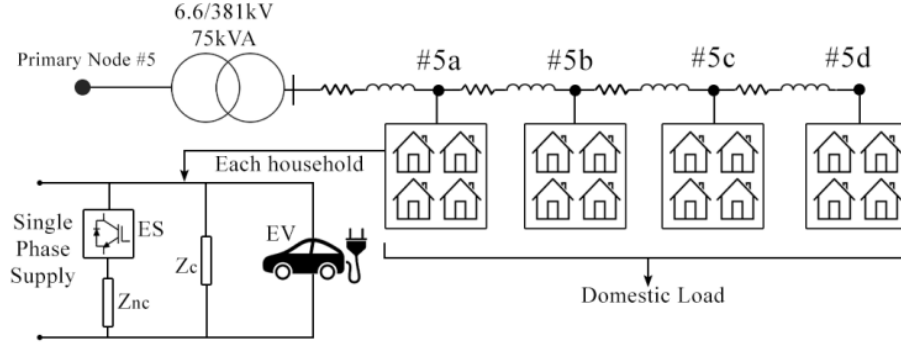 6.6/381kV
75kVA
Primary Node #5
#5a
#5b
#5c
#5d
Each household
Single
Phase
Supply
ES
Zc
EV
Znc
Domestic Load